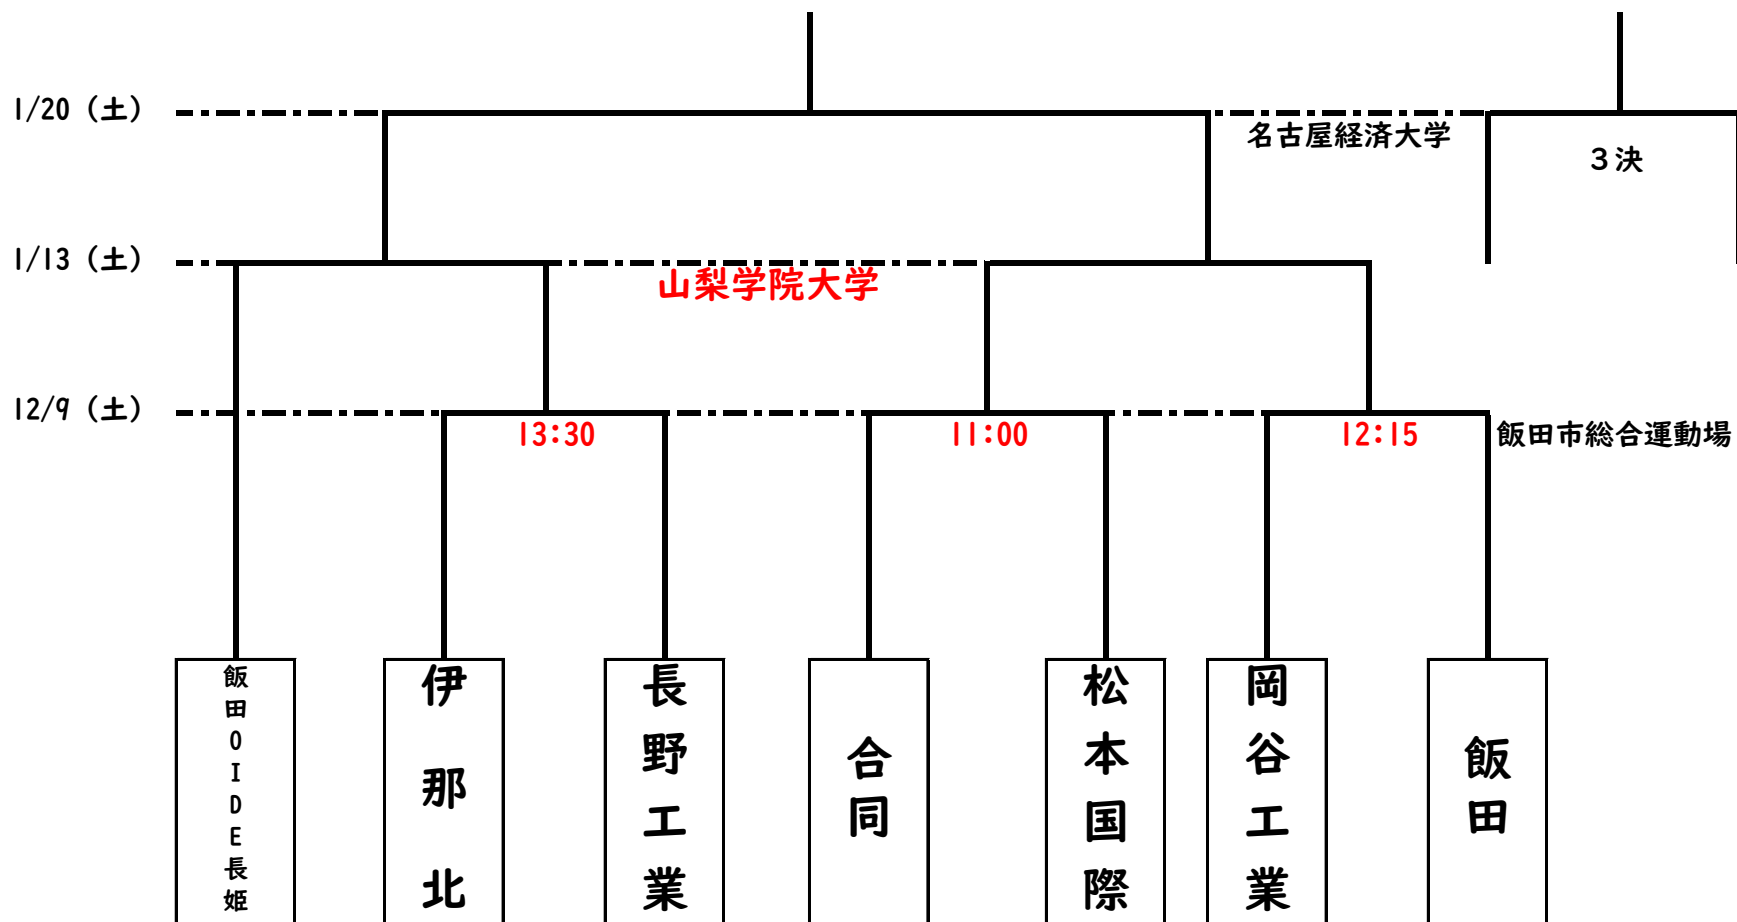 1/20（土）
名古屋経済大学
３決
1/13（土）
山梨学院大学
12/9（土）
13:30
11:00
12:15
飯田市総合運動場
飯田OIDE長姫
伊那北
長野工業
合同
松本国際
岡谷工業
飯田